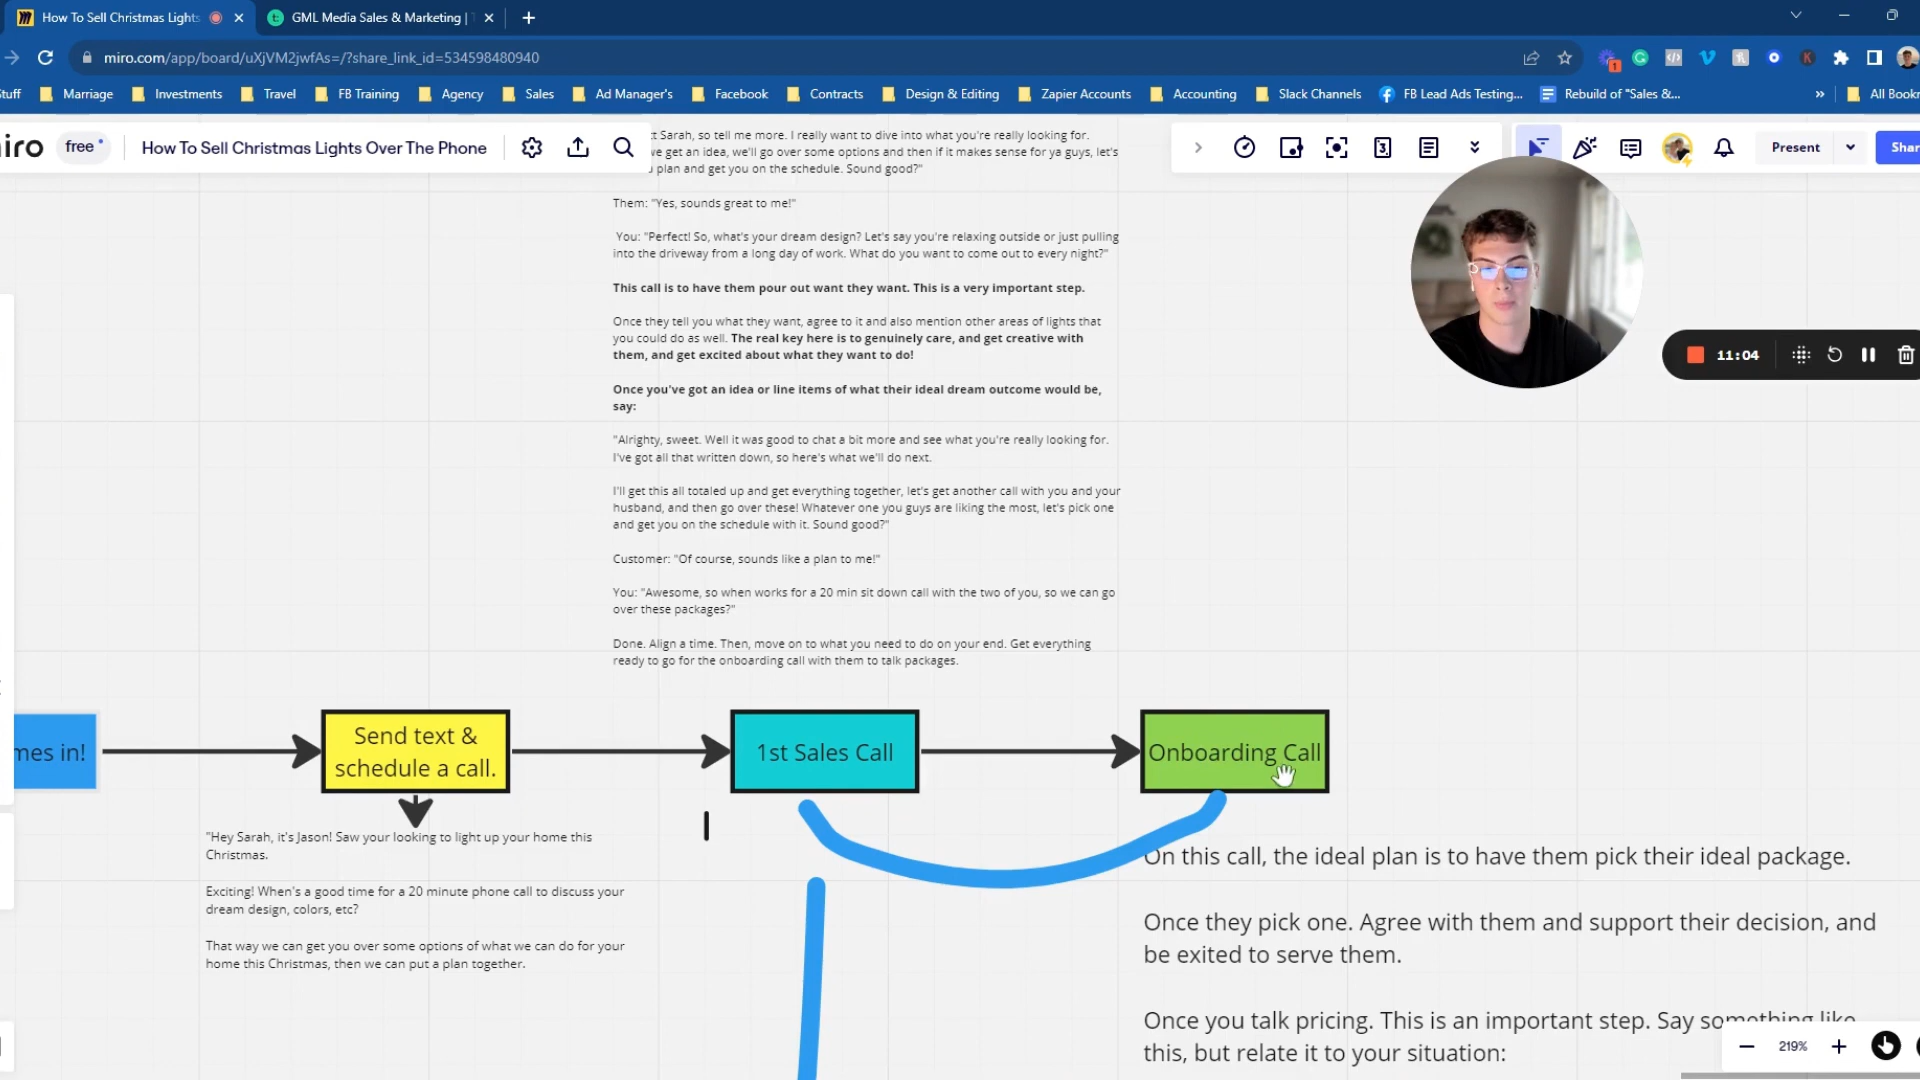 How To Sell Christmas Lights
GML Media Sales & Marketing |
miro.com/app/board/uXjVM2jwfAs=/?share_link_id=534598480940
1
K
tuff
Marriage
Investments
Travel
FB Training
Agency
Sales
Ad Manager's
Facebook
Contracts
Design & Editing
Zapier Accounts
Accounting
Slack Channels
FB Lead Ads Testing...
Rebuild of "Sales &...
»
All Bookm
iro
free
How To Sell Christmas Lights Over The Phone
3
Present
Shar
t Sarah, so tell me more. I really want to dive into what you're really looking for.
we get an idea, we'll go over some options and then if it makes sense for ya guys, let's
plan and get you on the schedule. Sound good?"
Them: "Yes, sounds great to me!"
You: "Perfect! So, what's your dream design? Let's say you're relaxing outside or just pulling
into the driveway from a long day of work. What do you want to come out to every night?"
This call is to have them pour out want they want. This is a very important step.
Once they tell you what they want, agree to it and also mention other areas of lights that
you could do as well. The real key here is to genuinely care, and get creative with
them, and get excited about what they want to do!
Once you've got an idea or line items of what their ideal dream outcome would be,
say:
"Alrighty, sweet. Well it was good to chat a bit more and see what you're really looking for.
I've got all that written down, so here's what we'll do next.
I'll get this all totaled up and get everything together, let's get another call with you and your
husband, and then go over these! Whatever one you guys are liking the most, let's pick one
and get you on the schedule with it. Sound good?"
Customer: "Of course, sounds like a plan to me!"
You: "Awesome, so when works for a 20 min sit down call with the two of you, so we can go
over these packages?"
Done. Align a time. Then, move on to what you need to do on your end. Get everything
ready to go for the onboarding call with them to talk packages.
11:04
mes in!
Send text &
schedule a call.
1st Sales Call
Onboarding Call
"Hey Sarah, it's Jason! Saw your looking to light up your home this
Christmas.
Exciting! When's a good time for a 20 minute phone call to discuss your
dream design, colors, etc?
That way we can get you over some options of what we can do for your
home this Christmas, then we can put a plan together.
On this call, the ideal plan is to have them pick their ideal package.
Once they pick one. Agree with them and support their decision, and
be exited to serve them.
Once you talk pricing. This is an important step. Say something like
this, but relate it to your situation:
219%